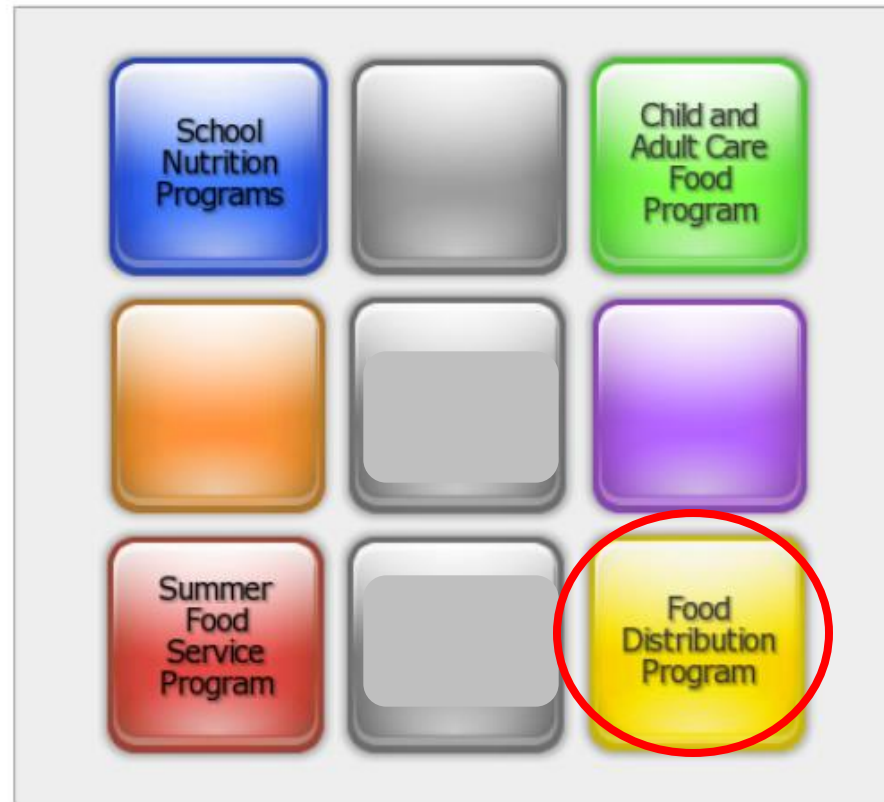 School
Nutrition
Programs
Child and
Adult Care
Food
Program
Summer
Food
Service
Program
Food
Distribution
Program